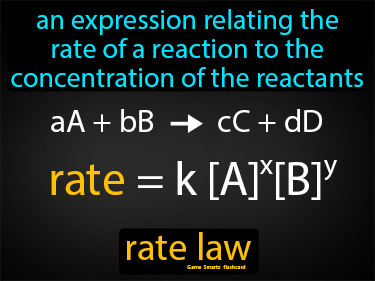 an expression relating the
rate of a reaction to the
concentration of the reactants
aA + bB → cC + dD
rate = k [A]ˣ[B]ʸ
rate law
Game Smartz flashcard